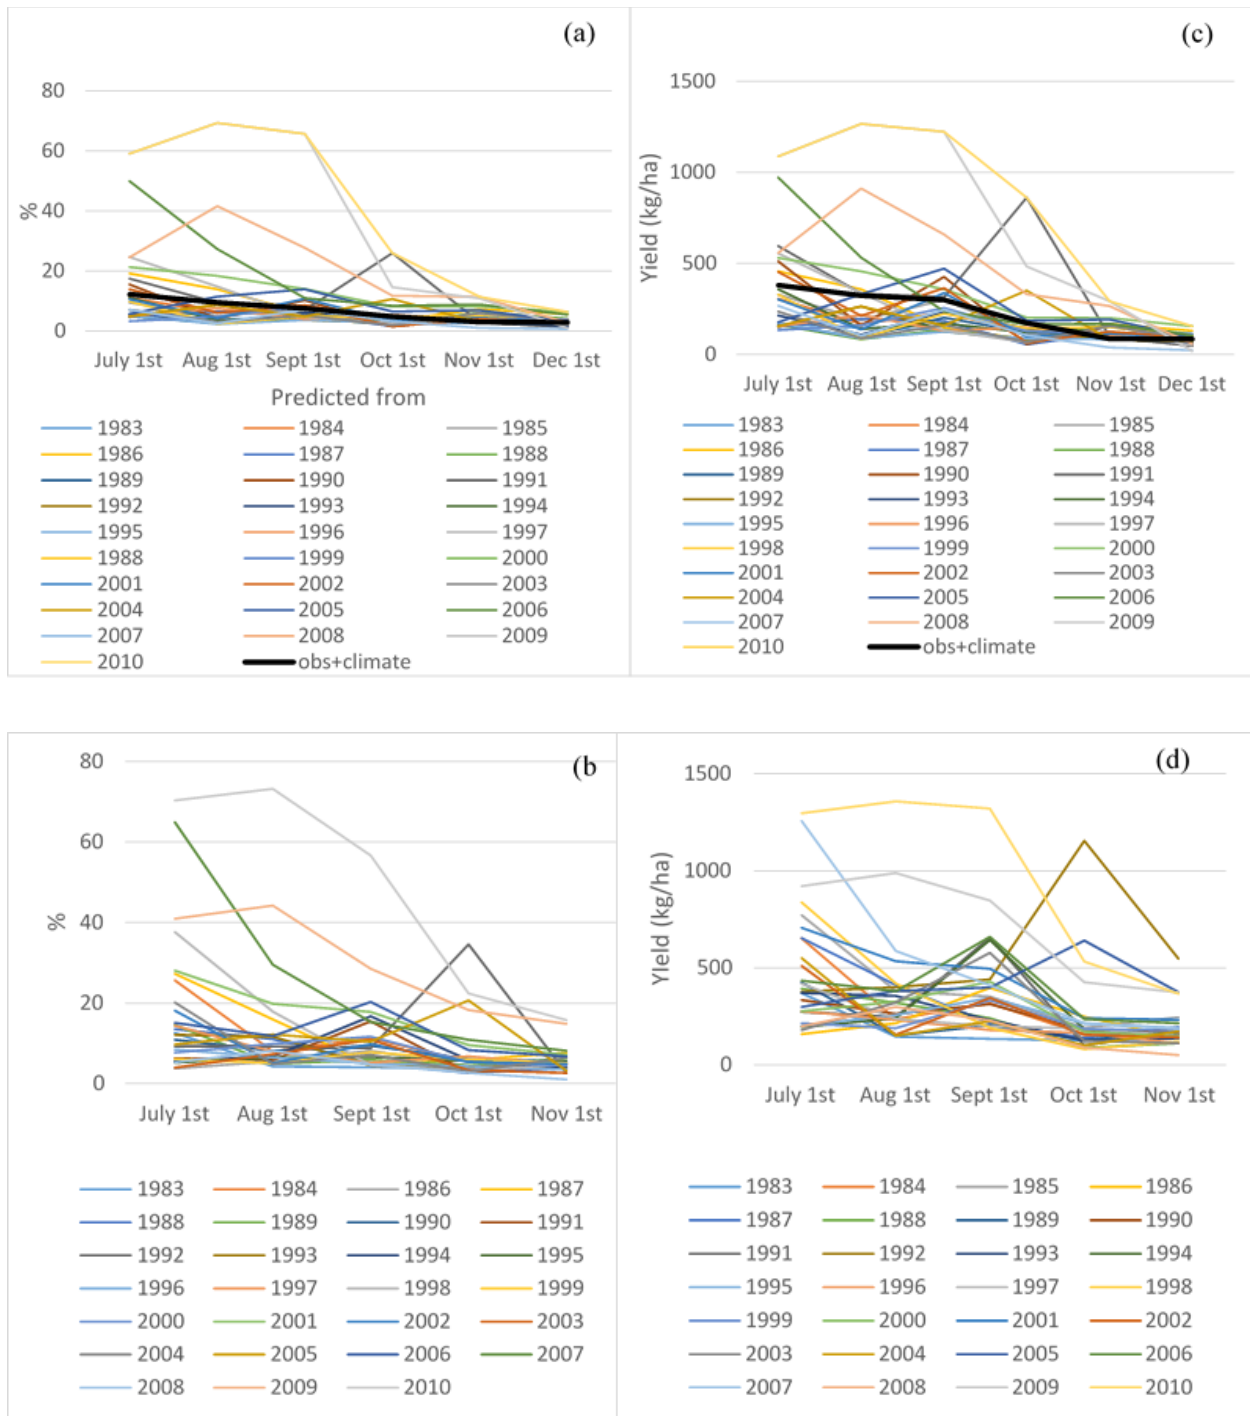 (a)
80
60
40
20
0
%
July 1st Aug 1st Sept 1st Oct 1st Nov 1st Dec 1st
Predicted from
1983 1984 1985
1986 1987 1988
1989 1990 1991
1992 1993 1994
1995 1996 1997
1988 1999 2000
2001 2002 2003
2004 2005 2006
2007 2008 2009
2010 obs+climate
(c)
1500
1000
500
0
Yield (kg/ha)
July 1st Aug 1st Sept 1st Oct 1st Nov 1st Dec 1st
1983 1984 1985
1986 1987 1988
1989 1990 1991
1992 1993 1994
1995 1996 1997
1998 1999 2000
2001 2002 2003
2004 2005 2006
2007 2008 2009
2010 obs+climate
(b
80
60
40
20
0
%
July 1st Aug 1st Sept 1st Oct 1st Nov 1st
1983 1984 1986 1987
1988 1989 1990 1991
1992 1993 1994 1995
1996 1997 1998 1999
2000 2001 2002 2003
2004 2005 2006 2007
2008 2009 2010
(d)
1500
1000
500
0
Yield (kg/ha)
July 1st Aug 1st Sept 1st Oct 1st Nov 1st
1983 1984 1985 1986
1987 1988 1989 1990
1991 1992 1993 1994
1995 1996 1997 1998
1999 2000 2001 2002
2003 2004 2005 2006
2007 2008 2009 2010